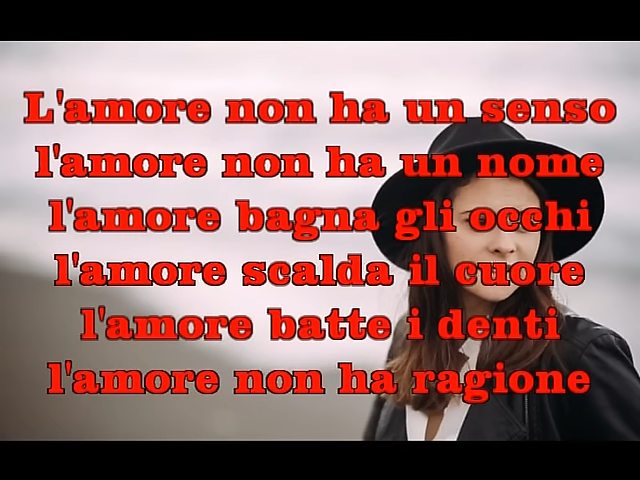 L'amore non ha un senso
l'amore non ha un nome
l'amore bagna gli occhi
l'amore scalda il cuore
l'amore batte i denti
l'amore non ha ragione